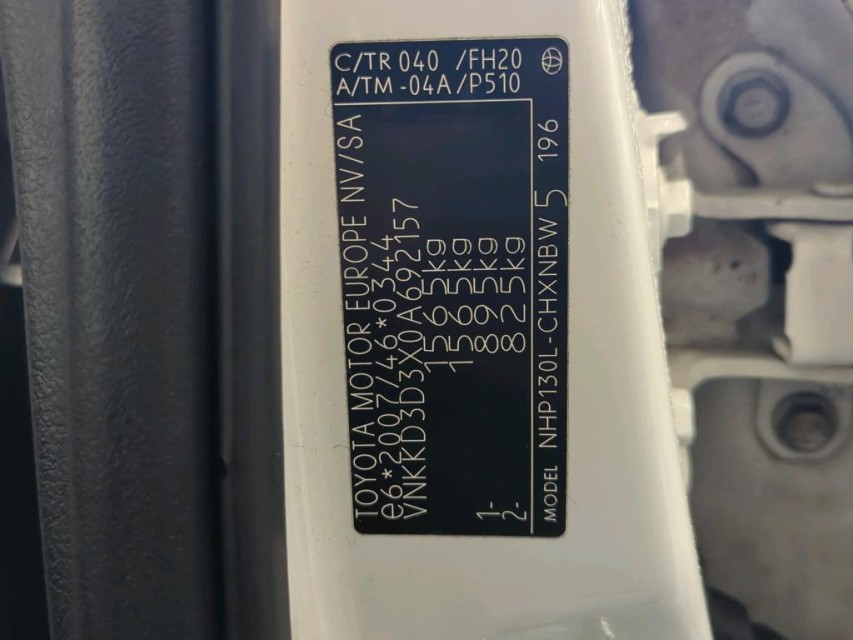 C/TR 040 /FH20
A/TM -04A /P510
TOYOTA MOTOR EUROPE NV/SA
e6*2007/46*0344
VNKKD3D3X0A692157
1565kg
1565kg
1- 895kg
2- 825kg
MODEL NHP130L-CHXNBW 5 196